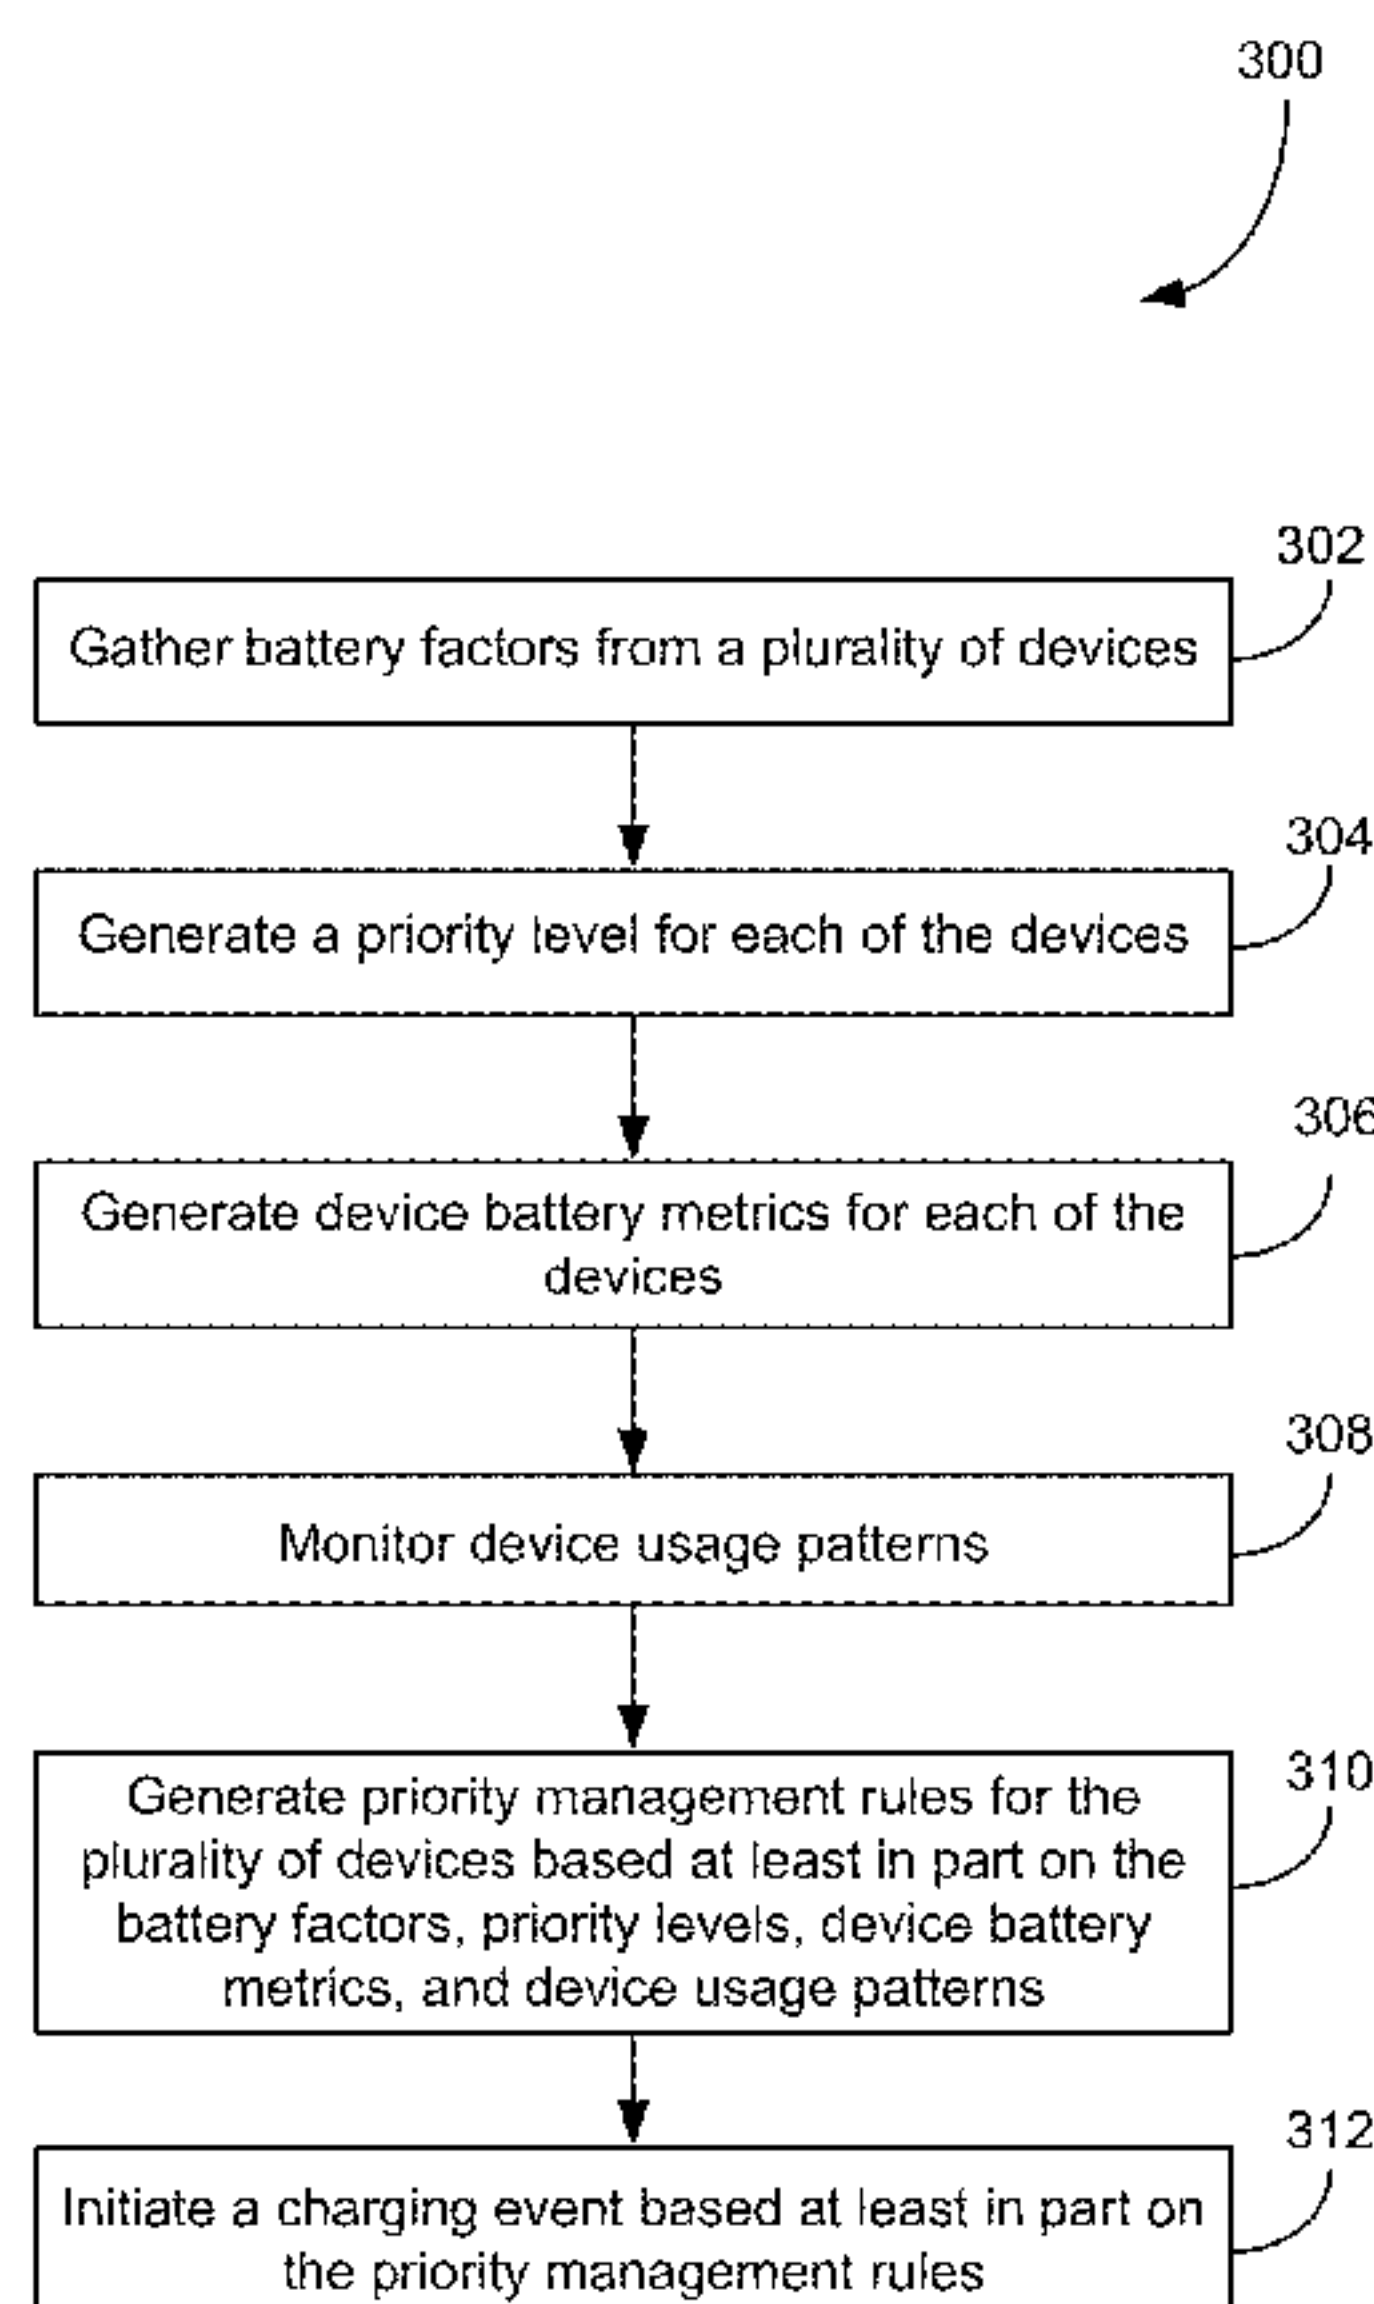 300
302
Gather battery factors from a plurality of devices
304
Generate a priority level for each of the devices
306
Generate device battery metrics for each of the
devices
308
Monitor device usage patterns
310
Generate priority management rules for the
plurality of devices based at least in part on the
battery factors, priority levels, device battery
metrics, and device usage patterns
312
Initiate a charging event based at least in part on
the priority management rules